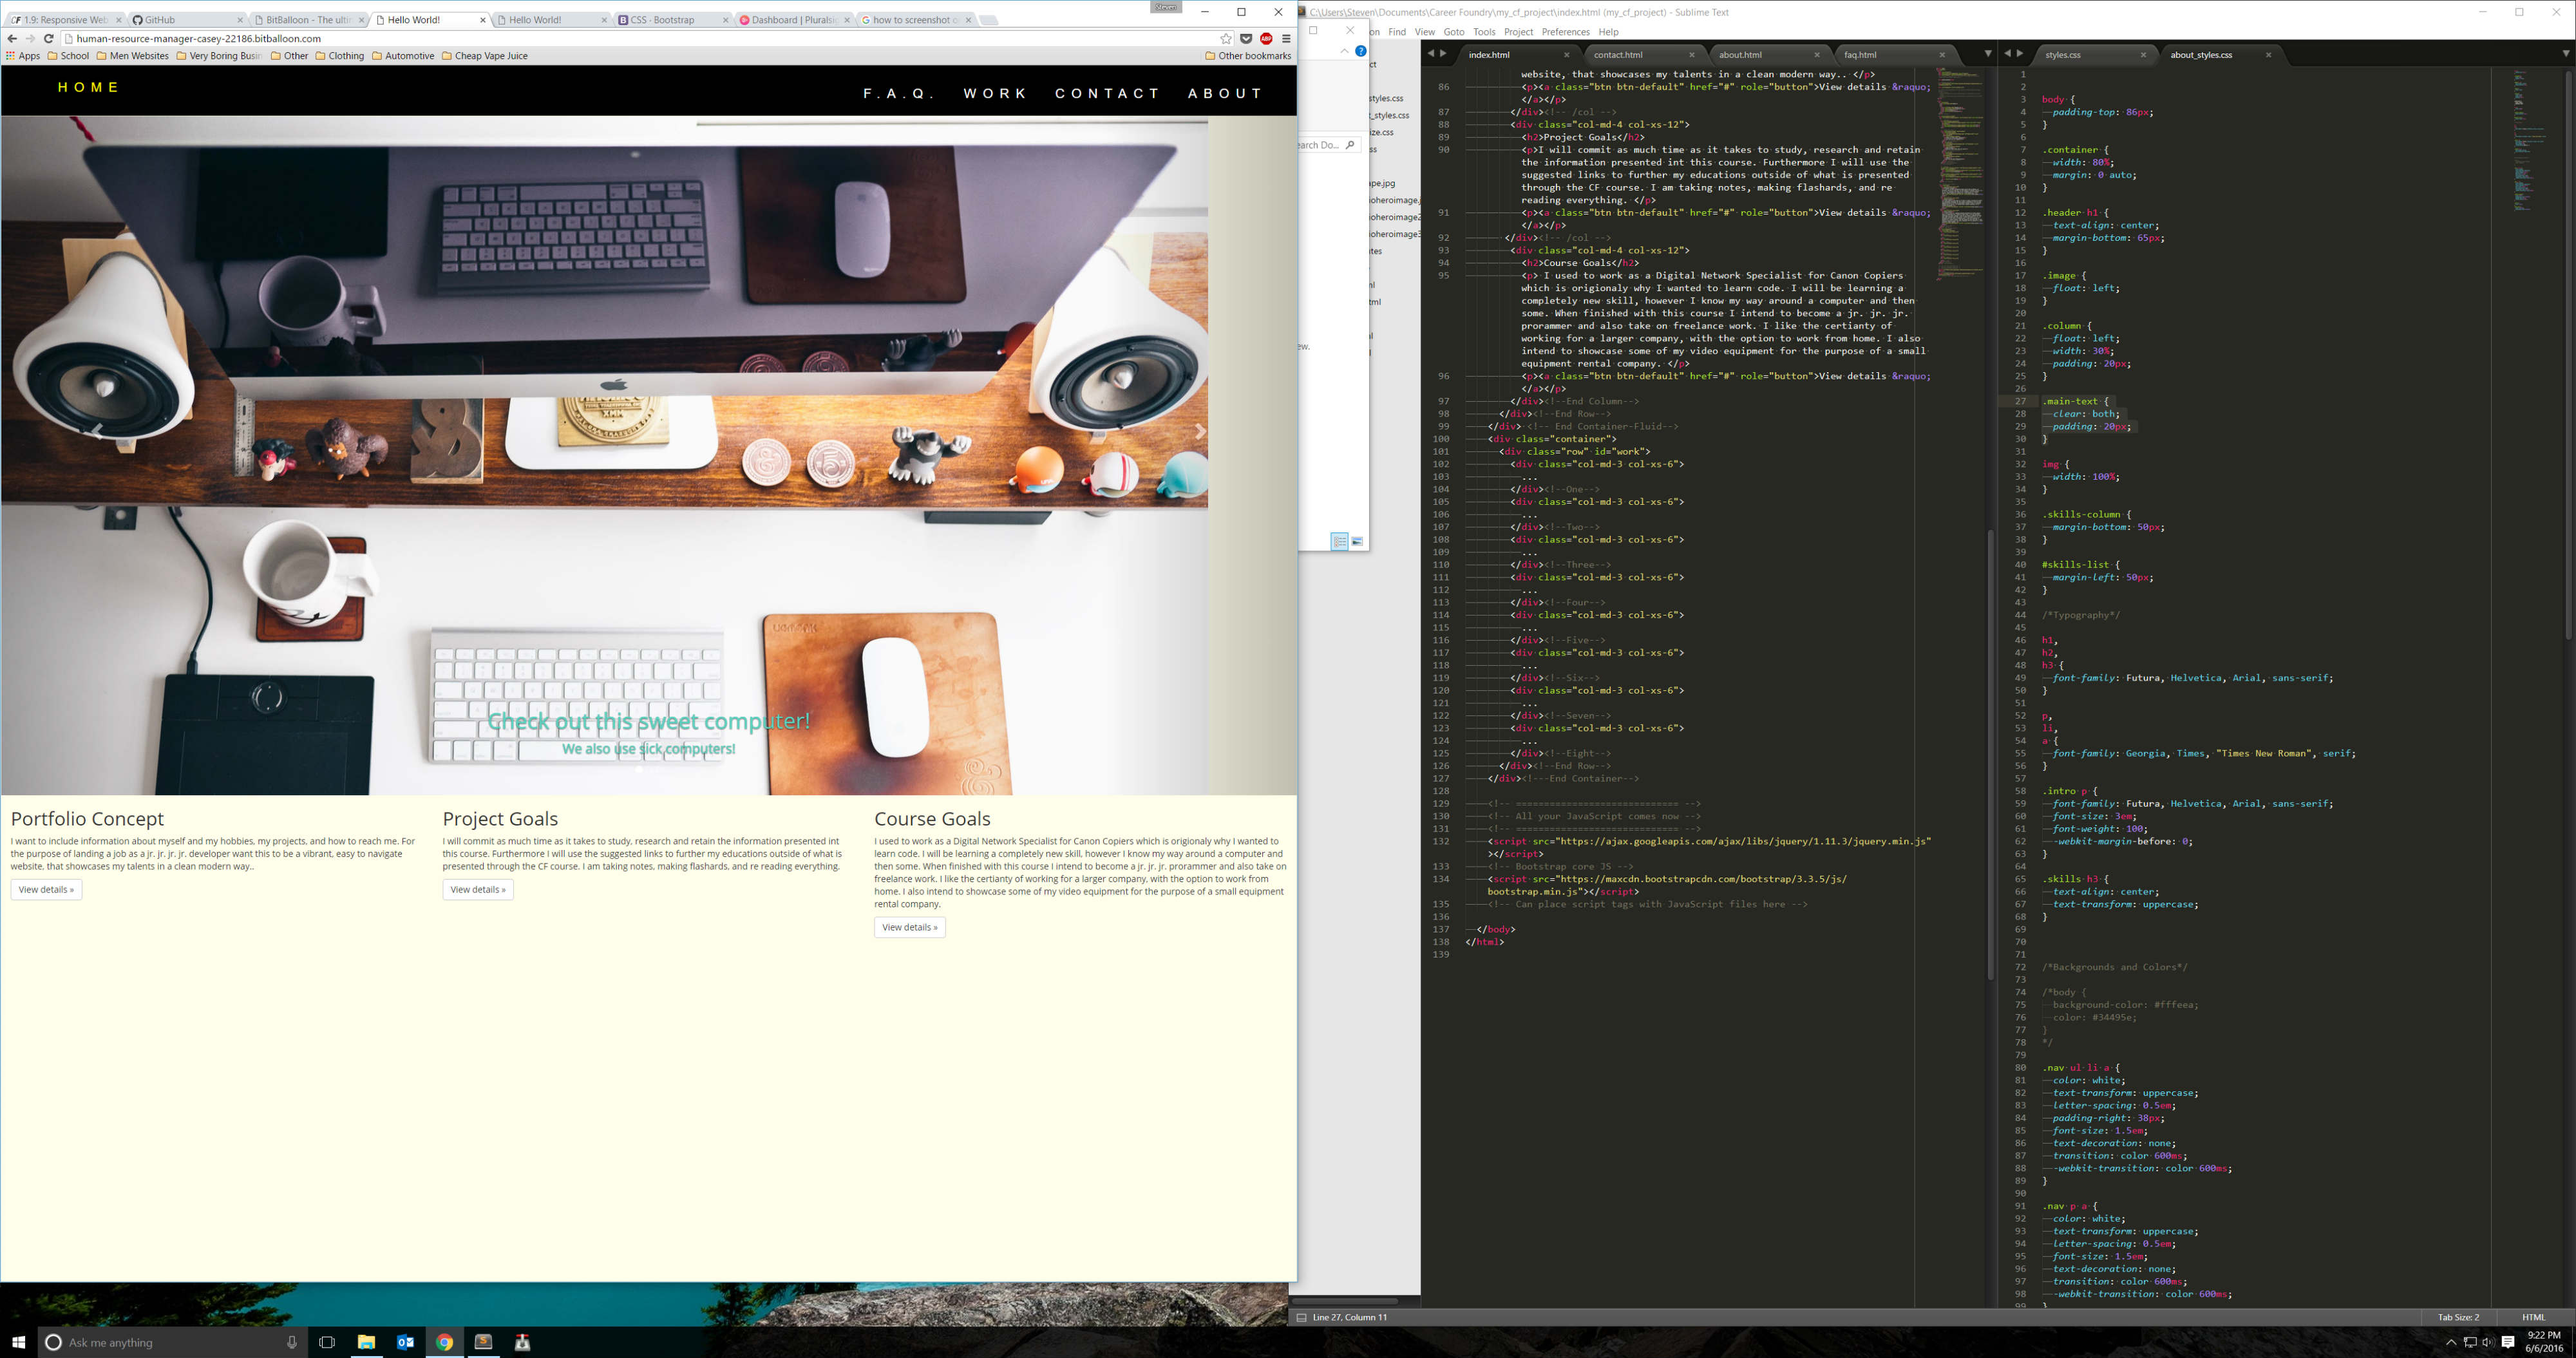 Steven
1.9: Responsive Web
GitHub
BitBalloon - The ultim
Hello World!
Hello World!
CSS · Bootstrap
Dashboard | Pluralsi
how to screenshot o
human-resource-manager-casey-22186.bitballoon.com
Apps School Men Websites Very Boring Busin Other Clothing Automotive Cheap Vape Juice Other bookmarks
HOME F.A.Q. WORK CONTACT ABOUT
Check out this sweet computer!
We also use sick computers!
Portfolio Concept
I want to include information about myself and my hobbies, my projects, and how to reach me. For
the purpose of landing a job as a jr. jr. jr. jr. developer want this to be a vibrant, easy to navigate
website, that showcases my talents in a clean modern way..
View details »
Project Goals
I will commit as much time as it takes to study, research and retain the information presented int
this course. Furthermore I will use the suggested links to further my educations outside of what is
presented through the CF course. I am taking notes, making flashards, and re reading everything.
View details »
Course Goals
I used to work as a Digital Network Specialist for Canon Copiers which is origionaly why I wanted to
learn code. I will be learning a completely new skill, however I know my way around a computer and
then some. When finished with this course I intend to become a jr. jr. jr. prorammer and also take on
freelance work. I like the certianty of working for a larger company, with the option to work from
home. I also intend to showcase some of my video equipment for the purpose of a small equipment
rental company.
View details »
C:\Users\Steven\Documents\Career Foundry\my_cf_project\index.html (my_cf_project) - Sublime Text
Find View Goto Tools Project Preferences Help
index.html contact.html about.html faq.html
website, that showcases my talents in a clean modern way.. </p>
86 <p><a class="btn btn-default" href="#" role="button">View details &raquo;
</a></p>
87 </div><!-- /col -->
88 <div class="col-md-4 col-xs-12">
89 <h2>Project Goals</h2>
90 <p>I will commit as much time as it takes to study, research and retain
the information presented int this course. Furthermore I will use the
suggested links to further my educations outside of what is presented
through the CF course. I am taking notes, making flashards, and re
reading everything. </p>
91 <p><a class="btn btn-default" href="#" role="button">View details &raquo;
</a></p>
92 </div><!-- /col -->
93 <div class="col-md-4 col-xs-12">
94 <h2>Course Goals</h2>
95 <p> I used to work as a Digital Network Specialist for Canon Copiers
which is origionaly why I wanted to learn code. I will be learning a
completely new skill, however I know my way around a computer and then
some. When finished with this course I intend to become a jr. jr. jr.
prorammer and also take on freelance work. I like the certianty of
working for a larger company, with the option to work from home. I also
intend to showcase some of my video equipment for the purpose of a small
equipment rental company. </p>
96 <p><a class="btn btn-default" href="#" role="button">View details &raquo;
</a></p>
97 </div><!--End Column-->
98 </div><!--End Row-->
99 </div> <!-- End Container-Fluid-->
100 <div class="container">
101 <div class="row" id="work">
102 <div class="col-md-3 col-xs-6">
103 ...
104 </div><!--One-->
105 <div class="col-md-3 col-xs-6">
106 ...
107 </div><!--Two-->
108 <div class="col-md-3 col-xs-6">
109 ...
110 </div><!--Three-->
111 <div class="col-md-3 col-xs-6">
112 ...
113 </div><!--Four-->
114 <div class="col-md-3 col-xs-6">
115 ...
116 </div><!--Five-->
117 <div class="col-md-3 col-xs-6">
118 ...
119 </div><!--Six-->
120 <div class="col-md-3 col-xs-6">
121 ...
122 </div><!--Seven-->
123 <div class="col-md-3 col-xs-6">
124 ...
125 </div><!--Eight-->
126 </div><!--End Row-->
127 </div><!---End Container-->
128
129 <!-- ============================= -->
130 <!-- All your JavaScript comes now -->
131 <!-- ============================= -->
132 <script src="https://ajax.googleapis.com/ajax/libs/jquery/1.11.3/jquery.min.js"
></script>
133 <!-- Bootstrap core JS -->
134 <script src="https://maxcdn.bootstrapcdn.com/bootstrap/3.3.5/js/
bootstrap.min.js"></script>
135 <!-- Can place script tags with JavaScript files here -->
136
137 </body>
138 </html>
139
styles.css about_styles.css
1
2
3 body {
4 padding-top: 86px;
5 }
6
7 .container {
8 width: 80%;
9 margin: 0 auto;
10 }
11
12 .header h1 {
13 text-align: center;
14 margin-bottom: 65px;
15 }
16
17 .image {
18 float: left;
19 }
20
21 .column {
22 float: left;
23 width: 30%;
24 padding: 20px;
25 }
26
27 .main-text {
28 clear: both;
29 padding: 20px;
30 }
31
32 img {
33 width: 100%;
34 }
35
36 .skills-column {
37 margin-bottom: 50px;
38 }
39
40 #skills-list {
41 margin-left: 50px;
42 }
43
44 /*Typography*/
45
46 h1,
47 h2,
48 h3 {
49 font-family: Futura, Helvetica, Arial, sans-serif;
50 }
51
52 p,
53 li,
54 a {
55 font-family: Georgia, Times, "Times New Roman", serif;
56 }
57
58 .intro p {
59 font-family: Futura, Helvetica, Arial, sans-serif;
60 font-size: 3em;
61 font-weight: 100;
62 -webkit-margin-before: 0;
63 }
64
65 .skills h3 {
66 text-align: center;
67 text-transform: uppercase;
68 }
69
70
71
72 /*Backgrounds and Colors*/
73
74 /*body {
75 background-color: #fffeea;
76 color: #34495e;
77 }
78 */
79
80 .nav ul li a {
81 color: white;
82 text-transform: uppercase;
83 letter-spacing: 0.5em;
84 padding-right: 38px;
85 font-size: 1.5em;
86 text-decoration: none;
87 transition: color 600ms;
88 -webkit-transition: color 600ms;
89 }
90
91 .nav p a {
92 color: white;
93 text-transform: uppercase;
94 letter-spacing: 0.5em;
95 font-size: 1.5em;
96 text-decoration: none;
97 transition: color 600ms;
98 -webkit-transition: color 600ms;
99 }
Line 27, Column 11
Tab Size: 2
HTML
Ask me anything
9:22 PM
6/6/2016